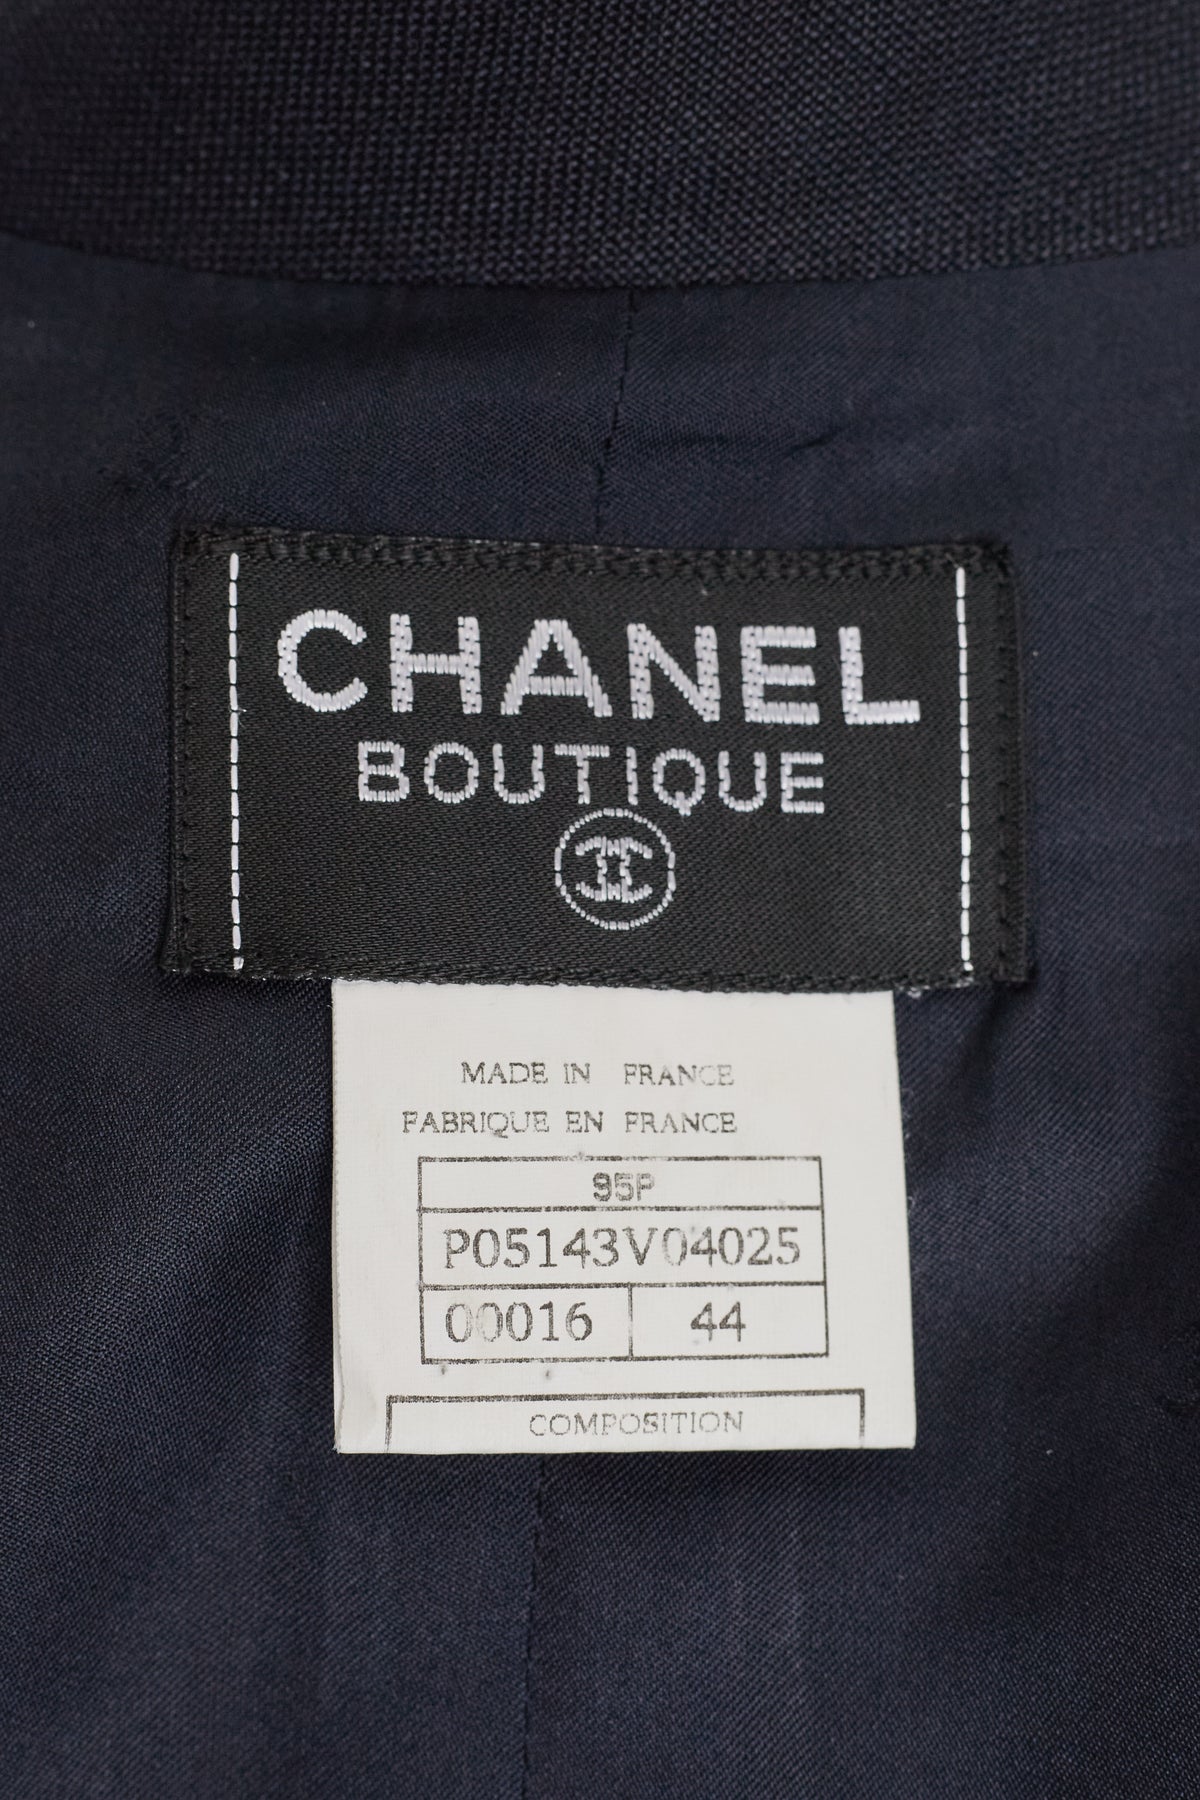 CHANEL
BOUTIQUE
MADE IN FRANCE
FABRIQUE EN FRANCE
95P
P05143V04025
00016 44
COMPOSITION